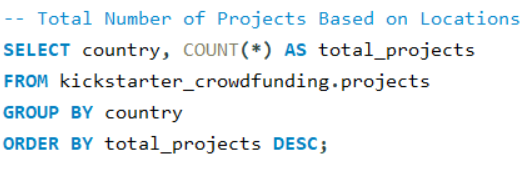 -- Total Number of Projects Based on Locations
SELECT country, COUNT(*) AS total_projects
FROM kickstarter_crowdfunding.projects
GROUP BY country
ORDER BY total_projects DESC;